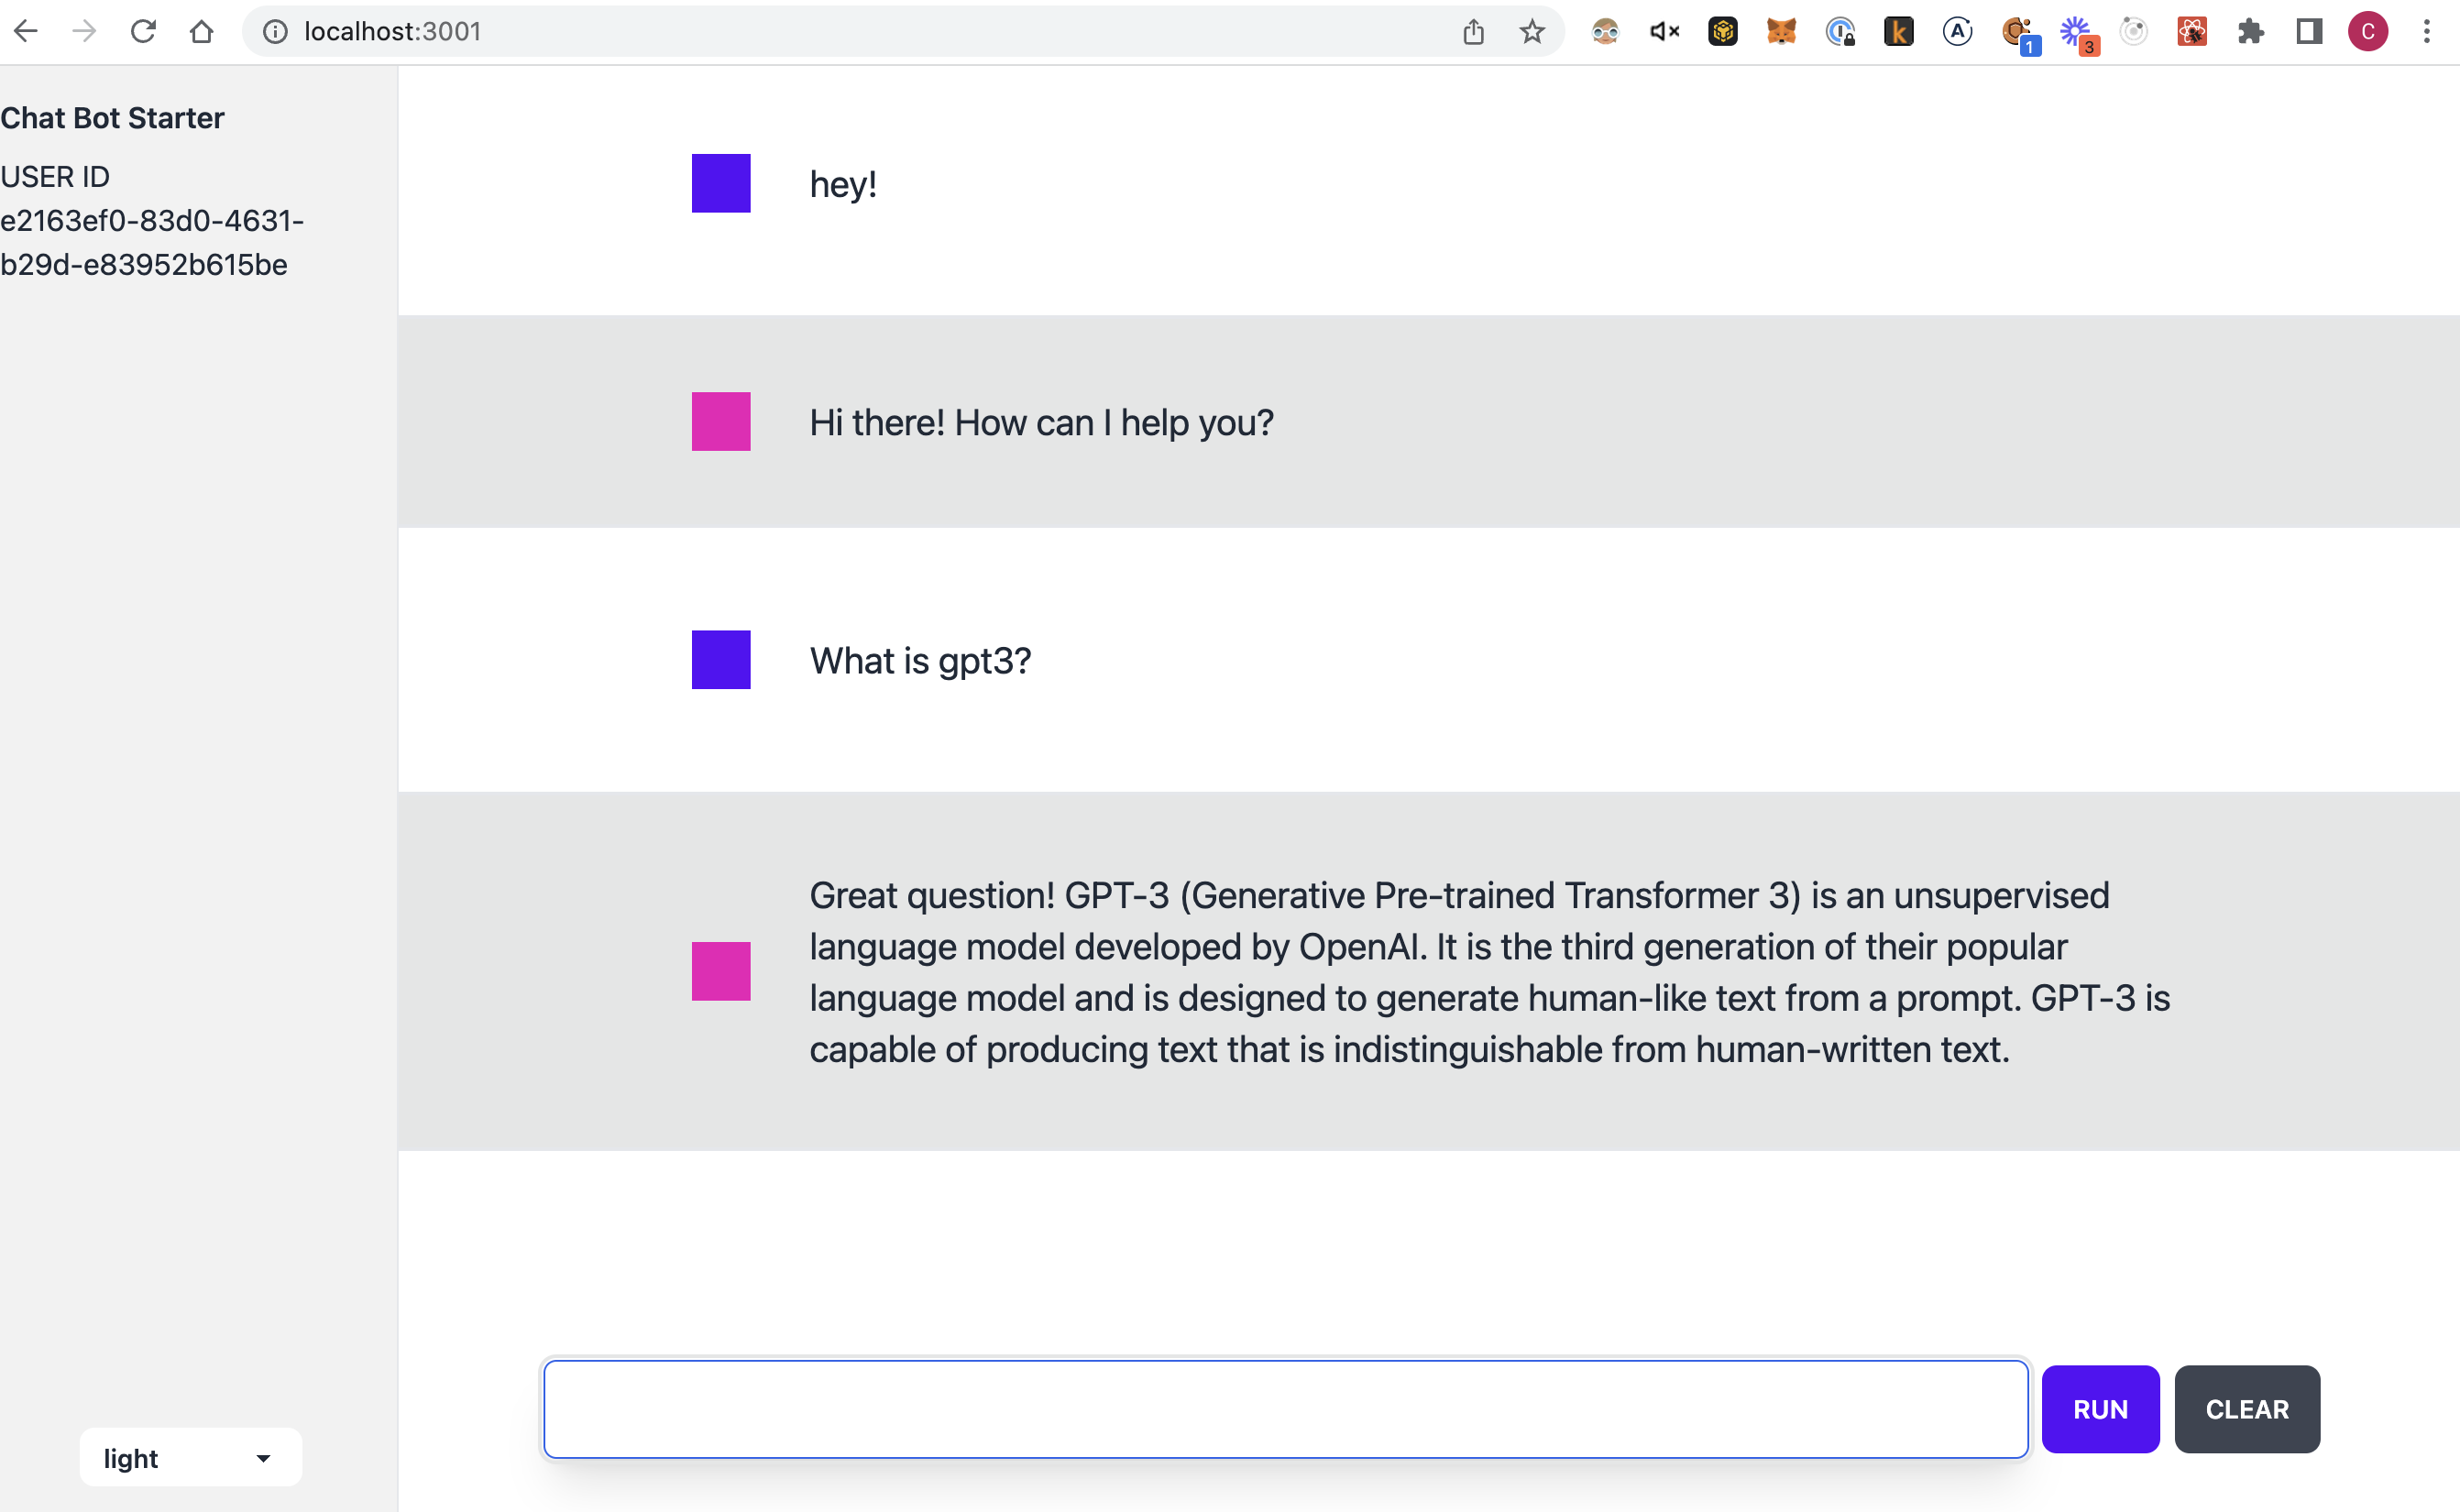 localhost:3001
1
3
C
Chat Bot Starter
USER ID
e2163ef0-83d0-4631-
b29d-e83952b615be
hey!
Hi there! How can I help you?
What is gpt3?
Great question! GPT-3 (Generative Pre-trained Transformer 3) is an unsupervised
language model developed by OpenAI. It is the third generation of their popular
language model and is designed to generate human-like text from a prompt. GPT-3 is
capable of producing text that is indistinguishable from human-written text.
RUN
CLEAR
light